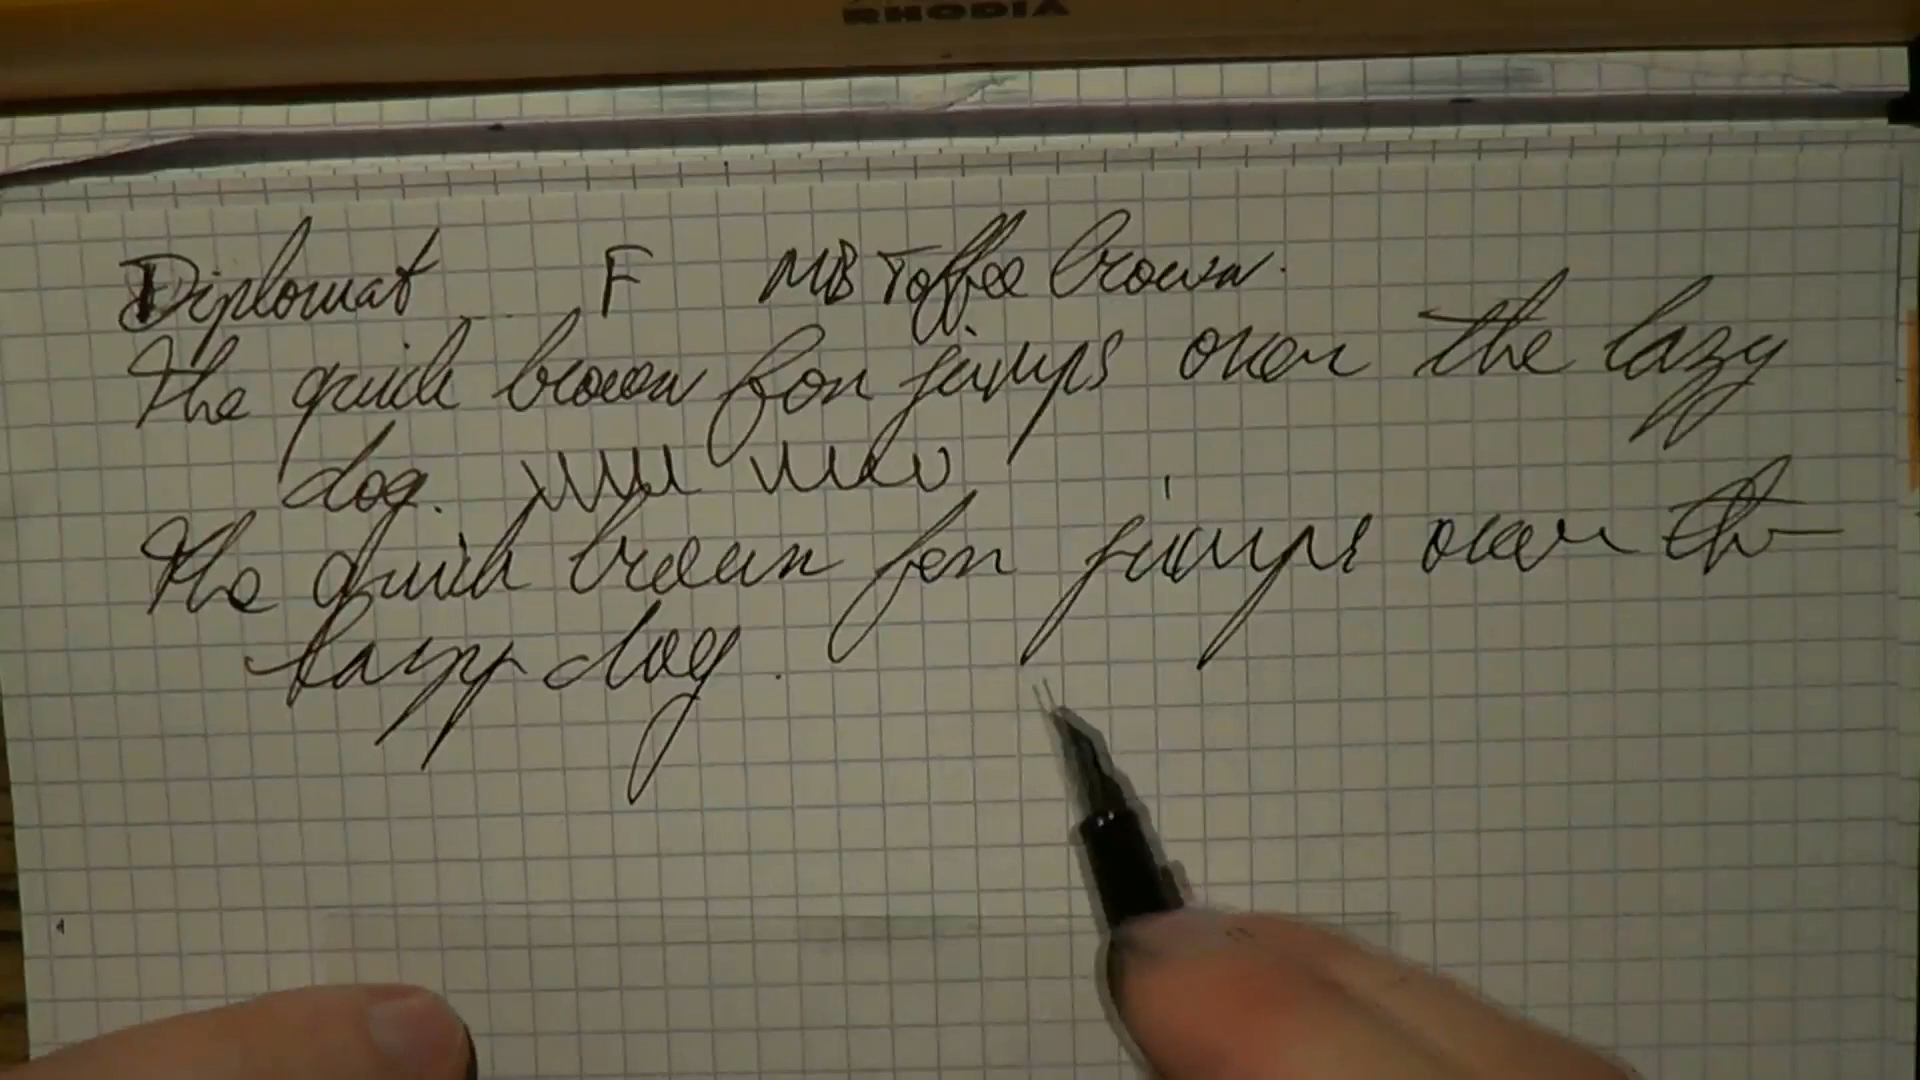 RHODIA
Diplomat F MB Toffee brown.
The quick brown fox jumps over the lazy
dog.
The quick brown fox jumps over the
lazy dog.